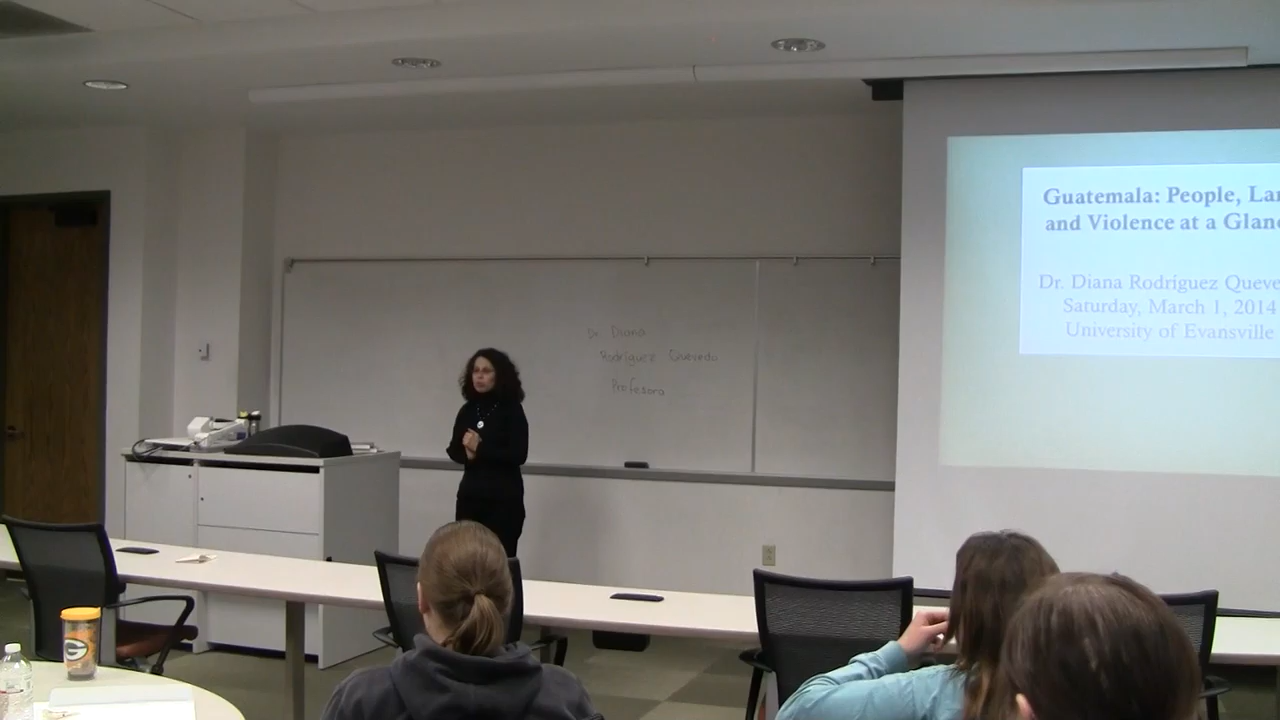 Dr. Diana
Rodríguez Quevedo
Profesora
Guatemala: People, Lan
and Violence at a Glanc
Dr. Diana Rodríguez Queve
Saturday, March 1, 2014
University of Evansville
G